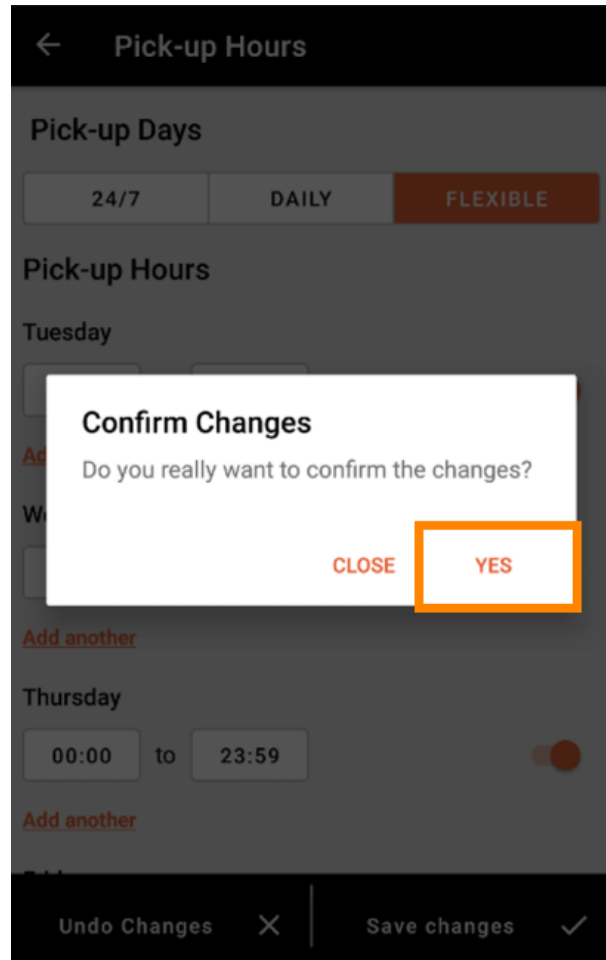 Pick-up Hours
Pick-up Days
24/7 DAILY FLEXIBLE
Pick-up Hours
Tuesday
Confirm Changes
Do you really want to confirm the changes?
CLOSE YES
Add another
Thursday
00:00 to 23:59
Add another
Undo Changes Save changes